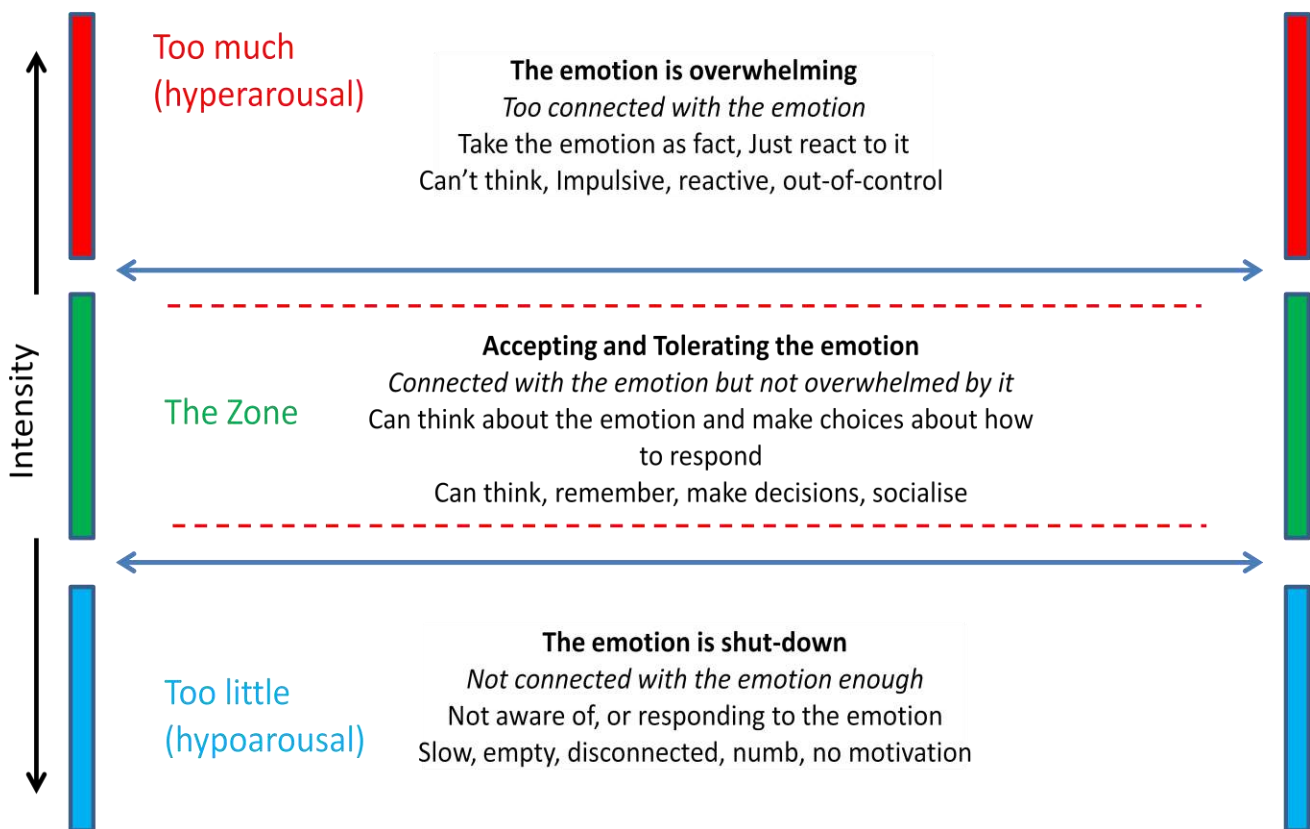 Too much
(hyperarousal)
The emotion is overwhelming
Too connected with the emotion
Take the emotion as fact, Just react to it
Can't think, Impulsive, reactive, out-of-control
Intensity
The Zone
Accepting and Tolerating the emotion
Connected with the emotion but not overwhelmed by it
Can think about the emotion and make choices about how
to respond
Can think, remember, make decisions, socialise
Too little
(hypoarousal)
The emotion is shut-down
Not connected with the emotion enough
Not aware of, or responding to the emotion
Slow, empty, disconnected, numb, no motivation